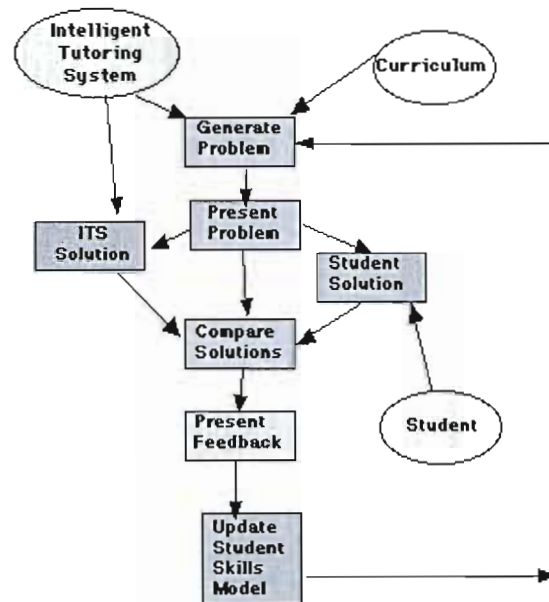 Intelligent
Tutoring
System
Curriculum
Generate
Problem
Present
Problem
ITS
Solution
Student
Solution
Compare
Solutions
Present
Feedback
Student
Update
Student
Skills
Model